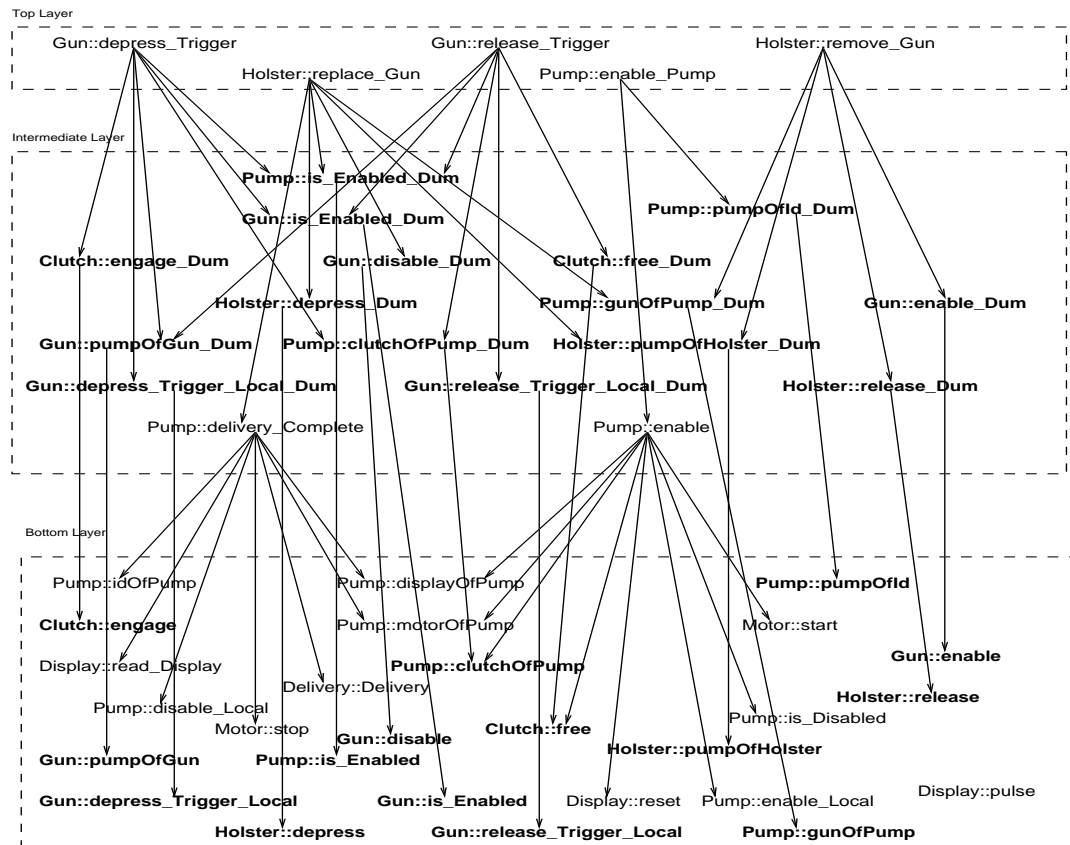 Top Layer
Gun::depress_Trigger
Gun::release_Trigger
Holster::remove_Gun
Holster::replace_Gun
Pump::enable_Pump
Intermediate Layer
Pump::is_Enabled_Dum
Pump::pumpOfId_Dum
Gun::is_Enabled_Dum
Clutch::engage_Dum
Gun::disable_Dum
Clutch::free_Dum
Holster::depress_Dum
Pump::gunOfPump_Dum
Gun::enable_Dum
Gun::pumpOfGun_Dum
Pump::clutchOfPump_Dum
Holster::pumpOfHolster_Dum
Gun::depress_Trigger_Local_Dum
Gun::release_Trigger_Local_Dum
Holster::release_Dum
Pump::delivery_Complete
Pump::enable
Bottom Layer
Pump::idOfPump
Pump::displayOfPump
Pump::pumpOfId
Clutch::engage
Pump::motorOfPump
Motor::start
Gun::enable
Display::read_Display
Pump::clutchOfPump
Delivery::Delivery
Holster::release
Pump::disable_Local
Pump::is_Disabled
Motor::stop
Clutch::free
Gun::disable
Holster::pumpOfHolster
Gun::pumpOfGun
Pump::is_Enabled
Display::pulse
Gun::depress_Trigger_Local
Gun::is_Enabled
Display::reset
Pump::enable_Local
Holster::depress
Gun::release_Trigger_Local
Pump::gunOfPump